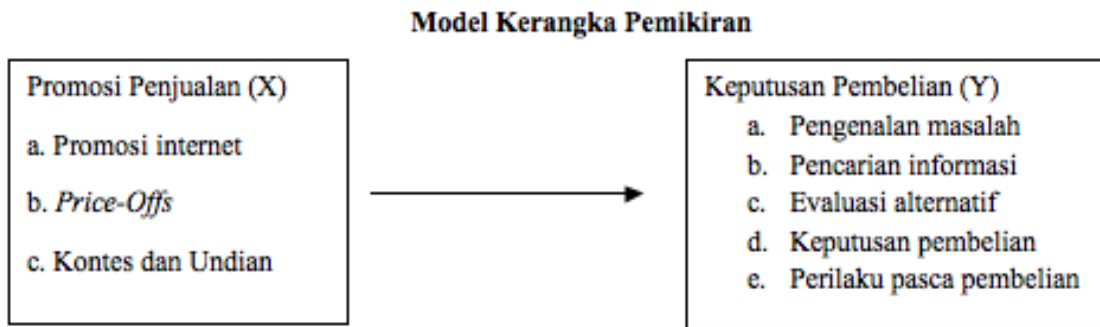 Model Kerangka Pemikiran
Promosi Penjualan (X)
a. Promosi internet
b. Price-Offs
c. Kontes dan Undian
Keputusan Pembelian (Y)
a. Pengenalan masalah
b. Pencarian informasi
c. Evaluasi alternatif
d. Keputusan pembelian
e. Perilaku pasca pembelian